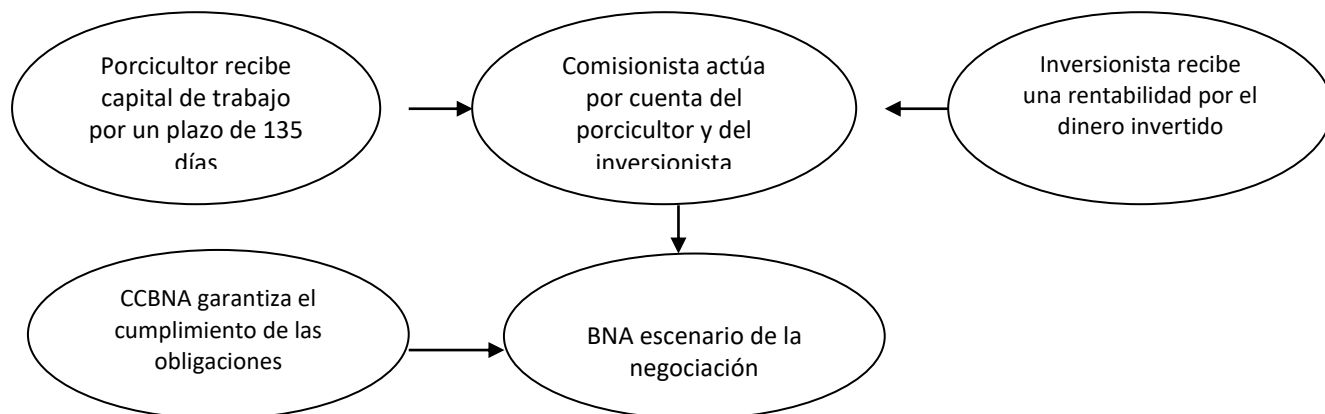 Porcicultor recibe
capital de trabajo
por un plazo de 135
días
Comisionista actúa
por cuenta del
porcicultor y del
inversionista
Inversionista recibe
una rentabilidad por el
dinero invertido
CCBNA garantiza el
cumplimiento de las
obligaciones
BNA escenario de la
negociación